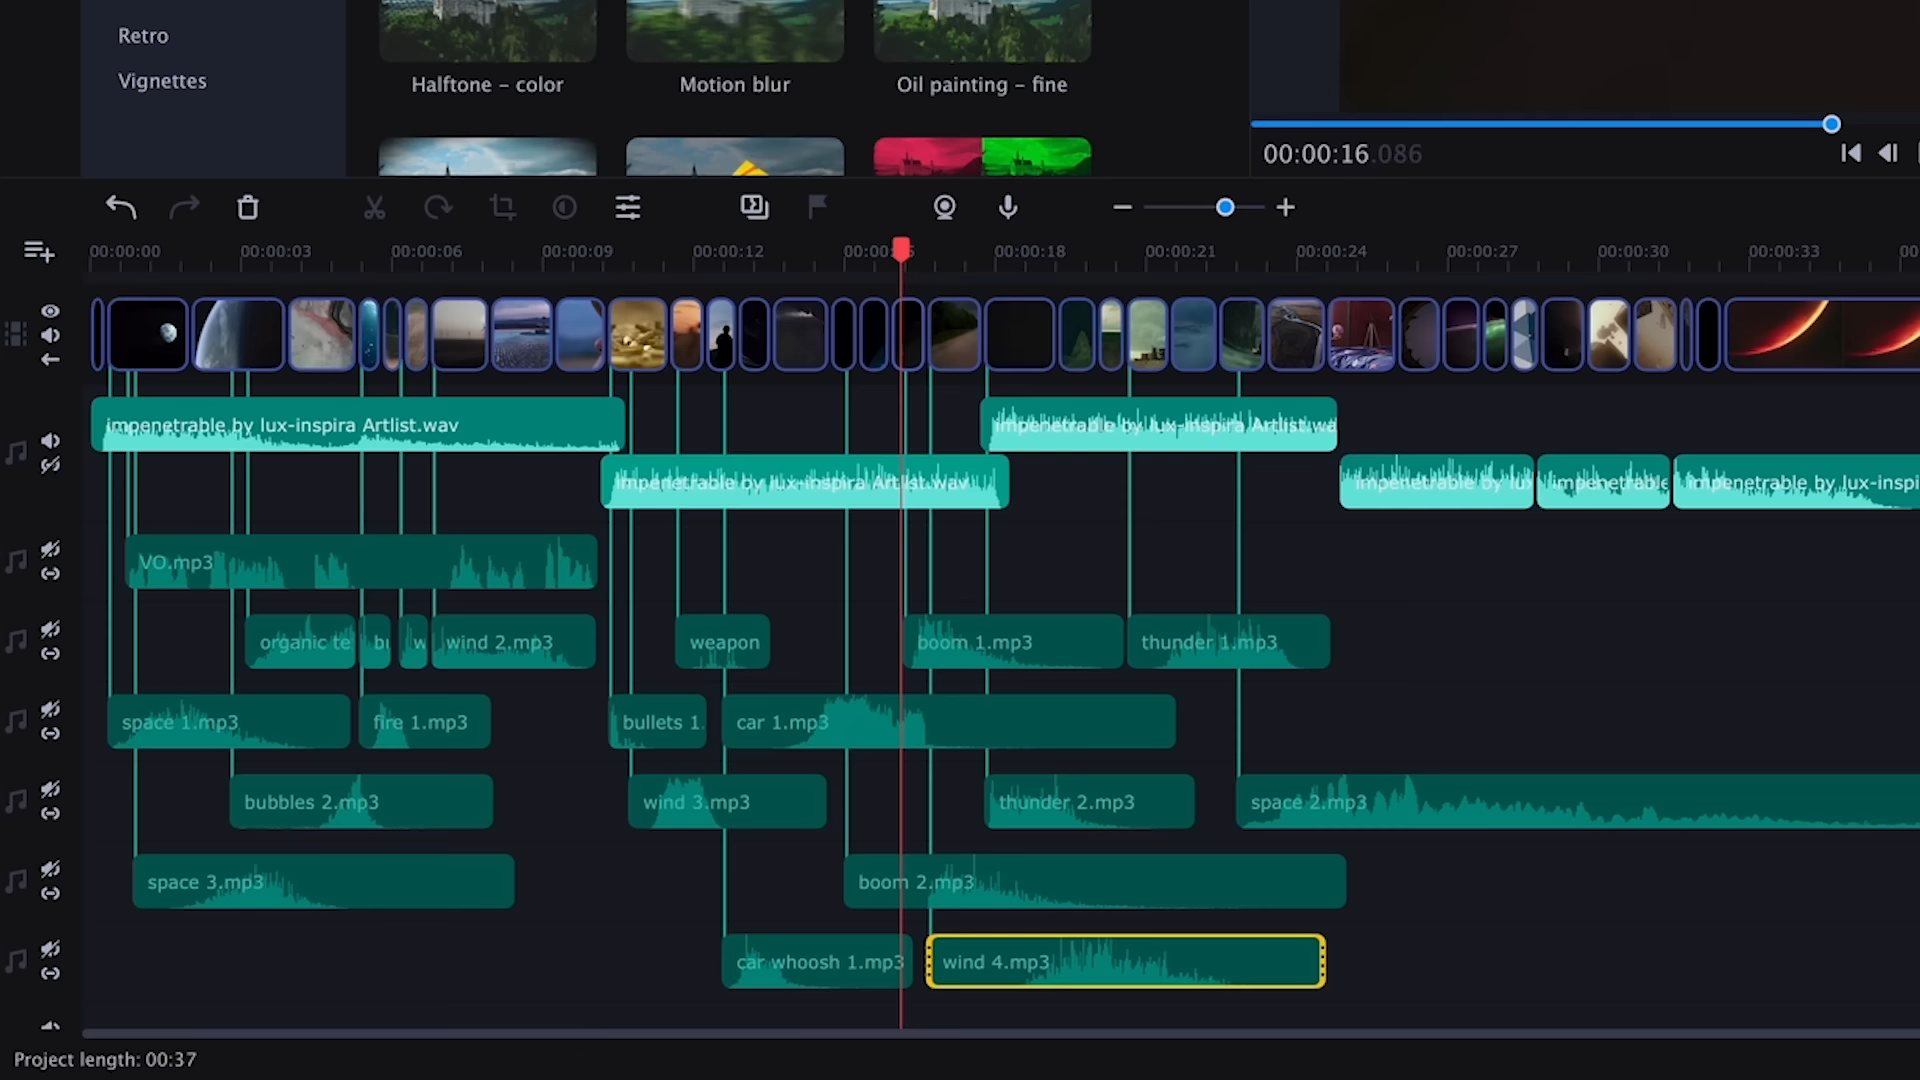 Retro
Vignettes
Halftone – color
Motion blur
Oil painting – fine
00:00:16.086
00:00:00
00:00:03
00:00:06
00:00:09
00:00:12
00:00:18
00:00:21
00:00:24
00:00:27
00:00:30
00:00:33
impenetrable by lux-inspira Artlist.wav
impenetrable by lux-inspira Artlist.wa
impenetrable by lux-inspira Artlist.wav
impenetrable by lux
impenetrable
impenetrable by lux-inspi
VO.mp3
organic te
bu
w
wind 2.mp3
weapon
boom 1.mp3
thunder 1.mp3
space 1.mp3
fire 1.mp3
bullets 1.
car 1.mp3
bubbles 2.mp3
wind 3.mp3
thunder 2.mp3
space 2.mp3
space 3.mp3
boom 2.mp3
car whoosh 1.mp3
wind 4.mp3
Project length: 00:37